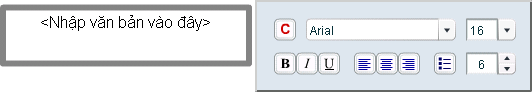 <Nhập văn bản vào đây>
C Arial 16
B I U 6